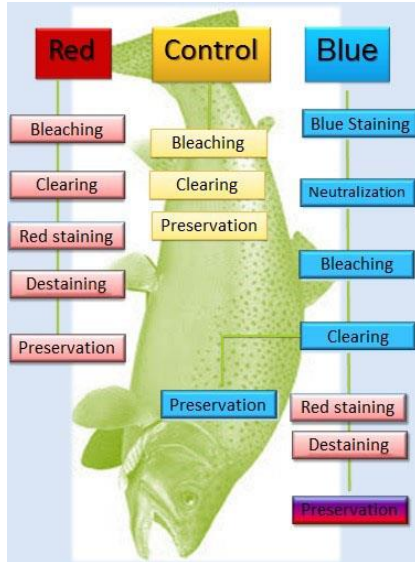 Red
Control
Blue
Bleaching
Clearing
Red staining
Destaining
Preservation
Bleaching
Clearing
Preservation
Blue Staining
Neutralization
Bleaching
Clearing
Preservation
Red staining
Destaining
Preservation